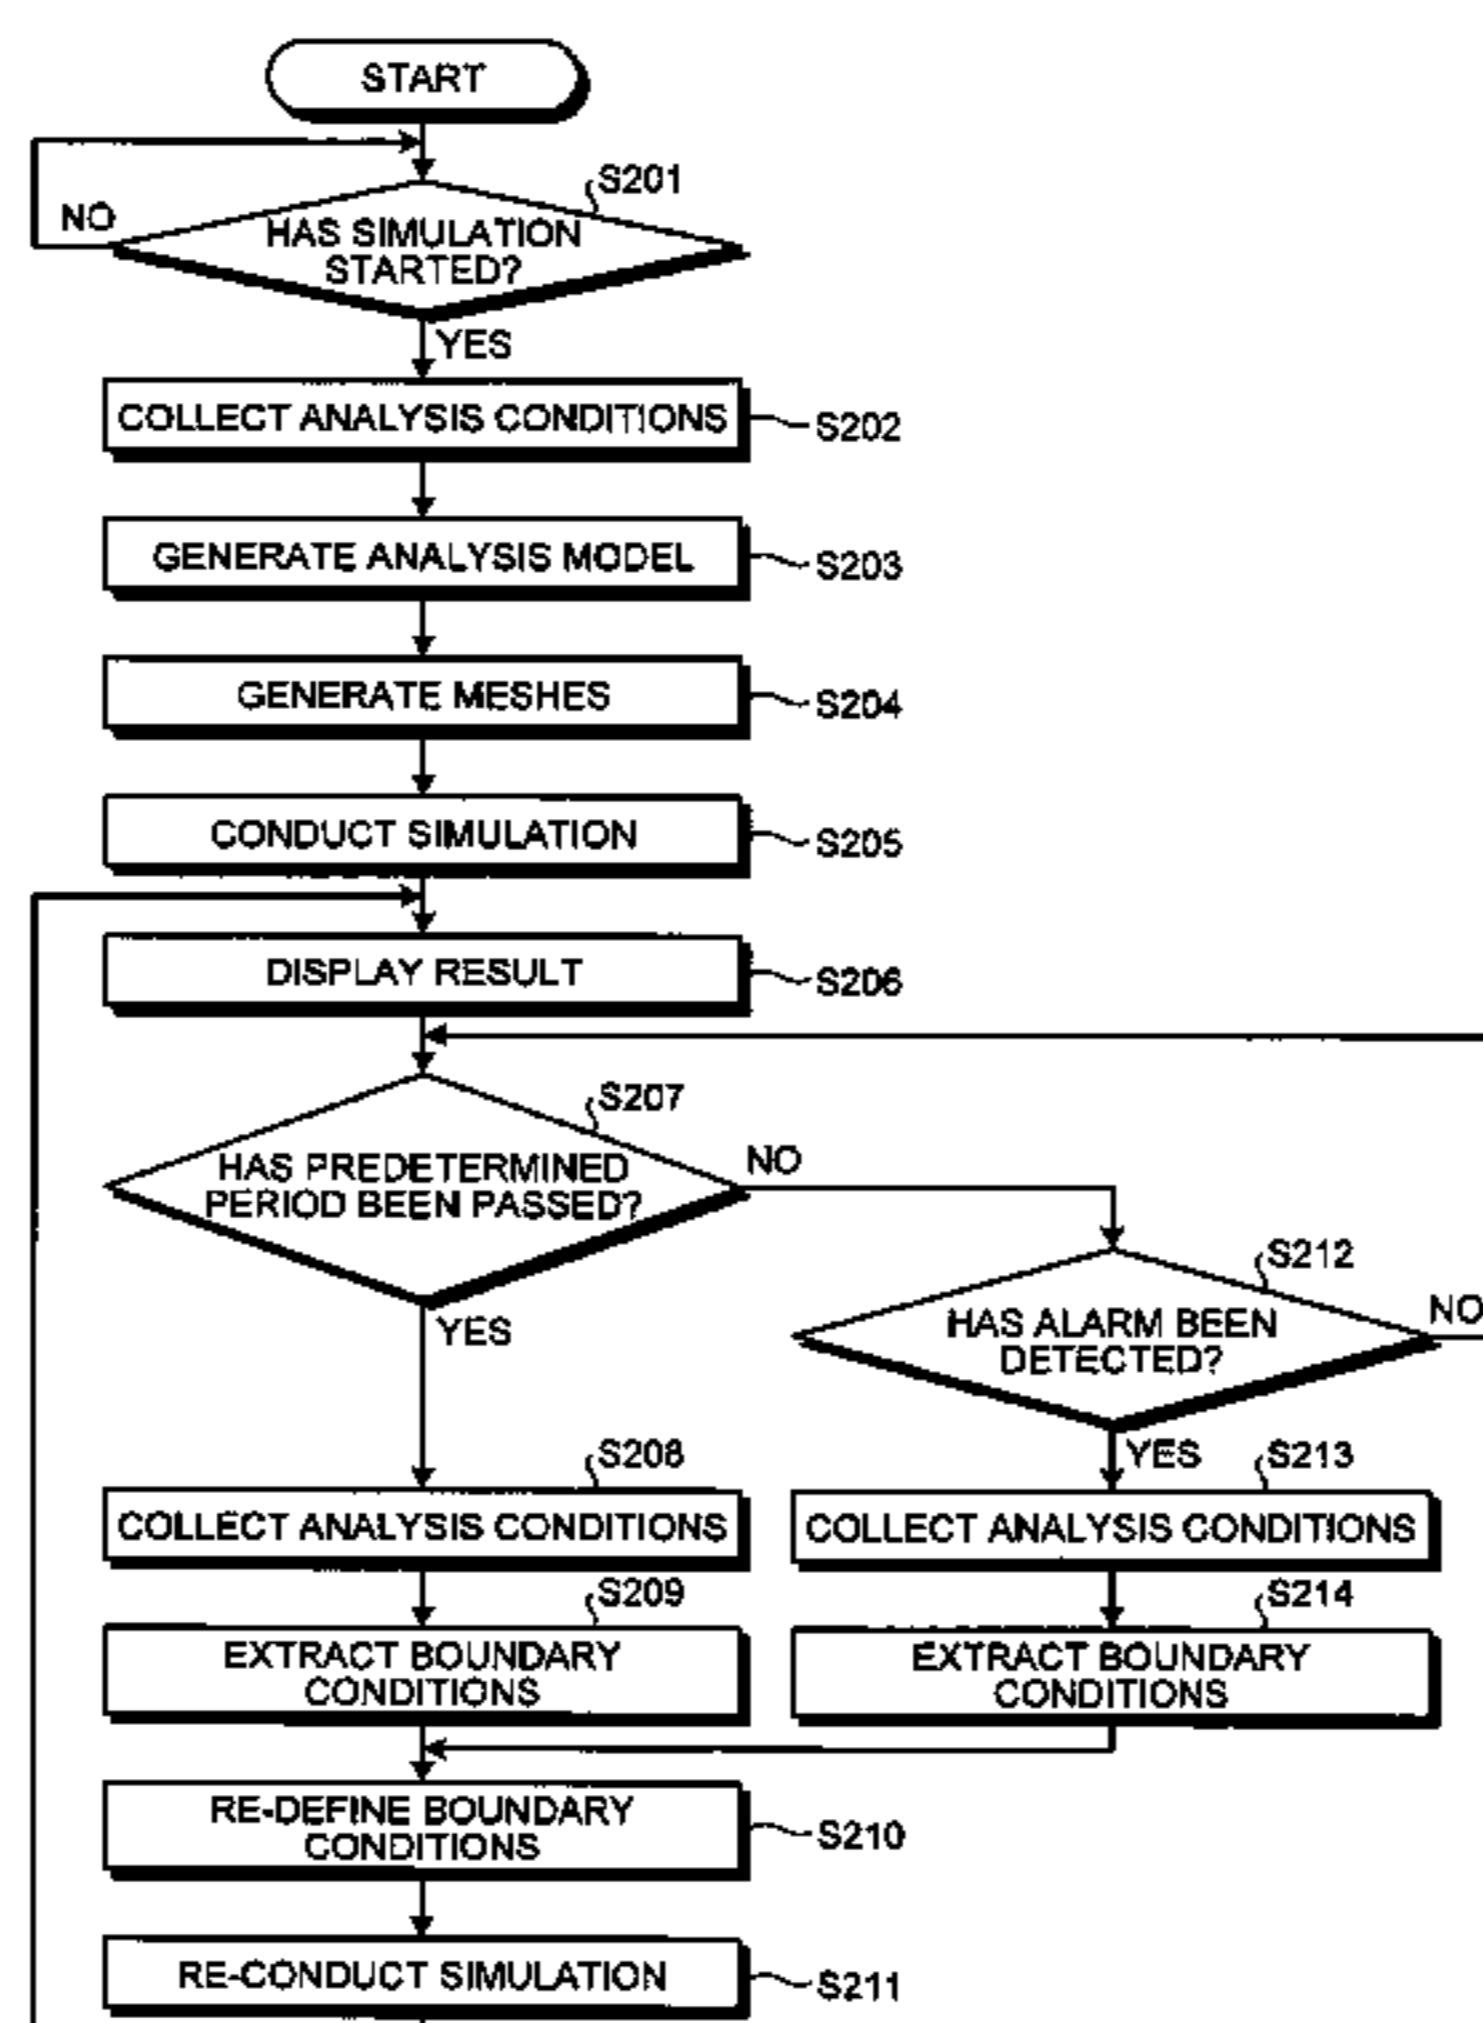 START
S201
NO
HAS SIMULATION
STARTED?
YES
COLLECT ANALYSIS CONDITIONS
S202
GENERATE ANALYSIS MODEL
S203
GENERATE MESHES
S204
CONDUCT SIMULATION
S205
DISPLAY RESULT
S206
S207
HAS PREDETERMINED
PERIOD BEEN PASSED?
NO
YES
S212
HAS ALARM BEEN
DETECTED?
NO
YES
S208
COLLECT ANALYSIS CONDITIONS
S213
COLLECT ANALYSIS CONDITIONS
S209
EXTRACT BOUNDARY
CONDITIONS
S214
EXTRACT BOUNDARY
CONDITIONS
RE-DEFINE BOUNDARY
CONDITIONS
S210
RE-CONDUCT SIMULATION
S211